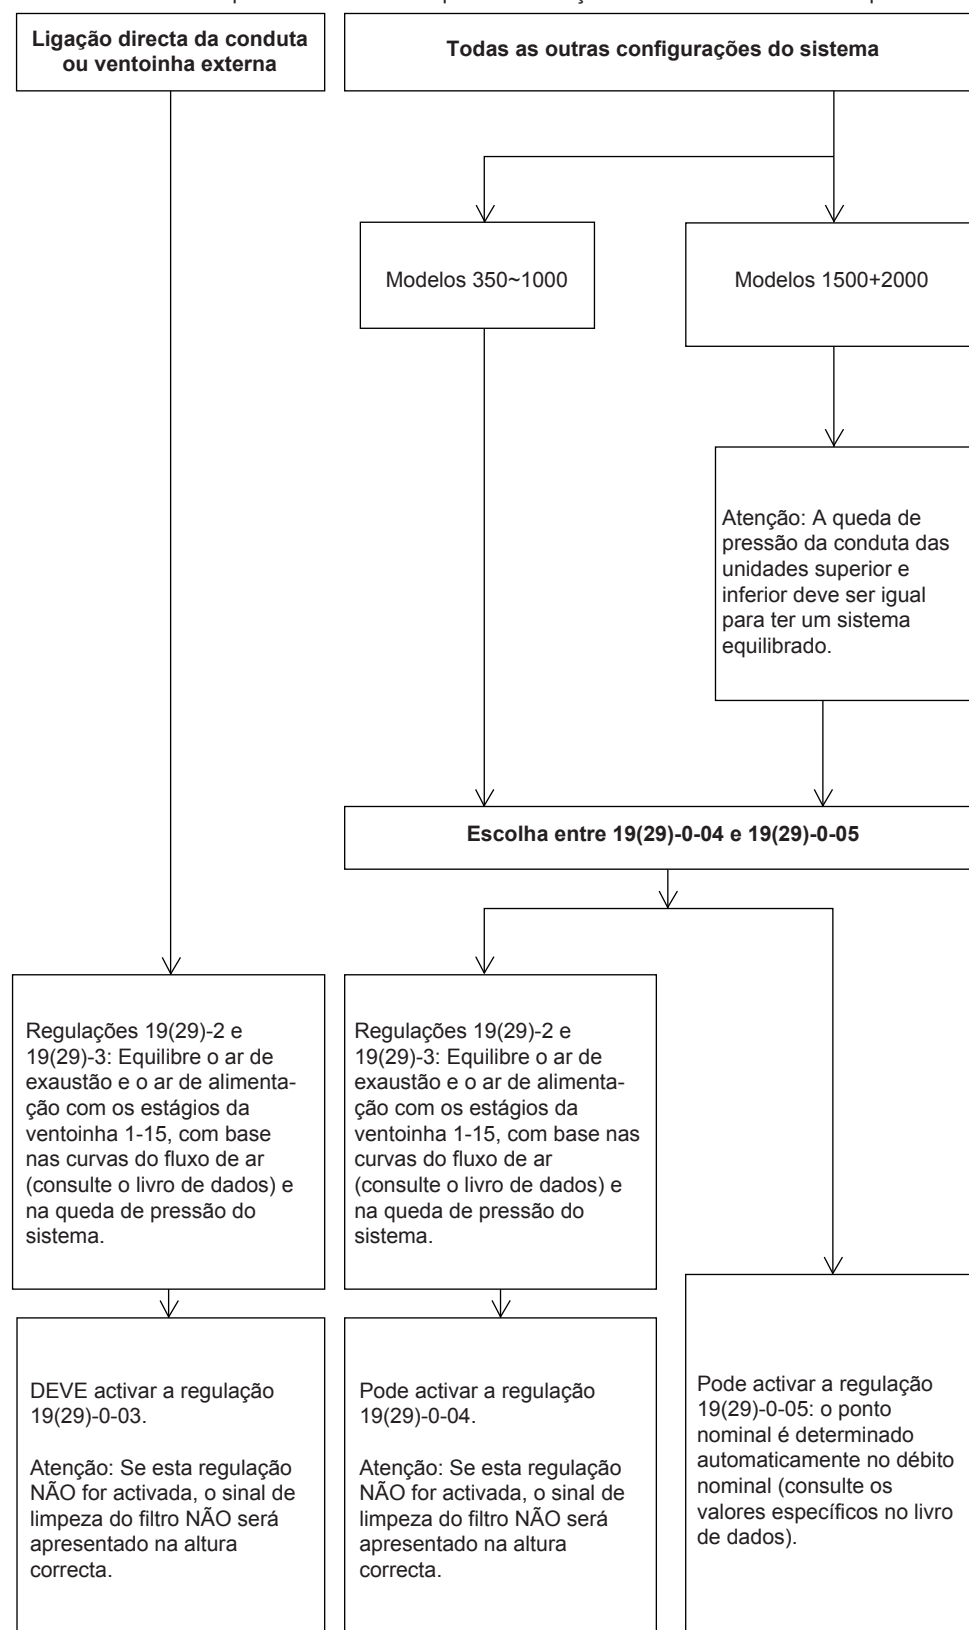 Ligação directa da conduta
ou ventoinha externa
Todas as outras configurações do sistema
Modelos 350~1000
Modelos 1500+2000
Atenção: A queda de
pressão da conduta das
unidades superior e
inferior deve ser igual
para ter um sistema
equilibrado.
Escolha entre 19(29)-0-04 e 19(29)-0-05
Regulações 19(29)-2 e
19(29)-3: Equilibre o ar de
exaustão e o ar de alimenta-
ção com os estágios da
ventoinha 1-15, com base
nas curvas do fluxo de ar
(consulte o livro de dados) e
na queda de pressão do
sistema.
Regulações 19(29)-2 e
19(29)-3: Equilibre o ar de
exaustão e o ar de alimenta-
ção com os estágios da
ventoinha 1-15, com base nas
curvas do fluxo de ar
(consulte o livro de dados) e
na queda de pressão do
sistema.
DEVE activar a regulação
19(29)-0-03.
Atenção: Se esta regulação
NÃO for activada, o sinal de
limpeza do filtro NÃO será
apresentado na altura
correcta.
Pode activar a regulação
19(29)-0-04.
Atenção: Se esta regulação
NÃO for activada, o sinal de
limpeza do filtro NÃO será
apresentado na altura
correcta.
Pode activar a regulação
19(29)-0-05: o ponto
nominal é determinado
automaticamente no débito
nominal (consulte os
valores específicos no livro
de dados).